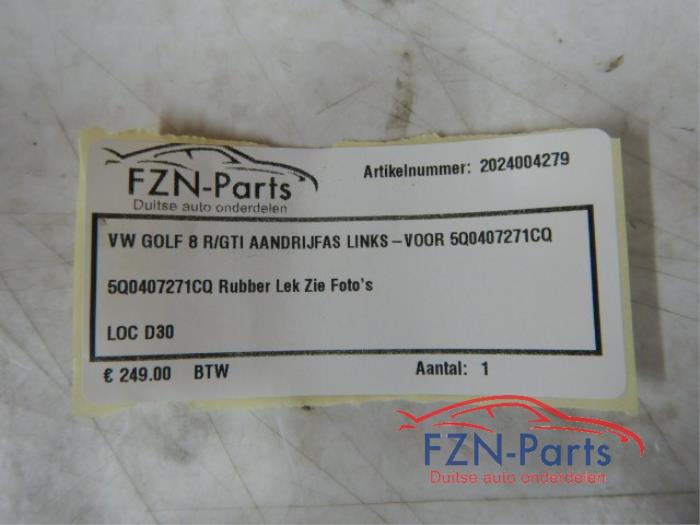 FZN-Parts
Duitse auto onderdelen
Artikelnummer: 2024004279
VW GOLF 8 R/GTI AANDRIJFAS LINKS-VOOR 5Q0407271CQ
5Q0407271CQ Rubber Lek Zie Foto's
LOC D30
€ 249.00 BTW
Aantal: 1
FZN-Parts
Duitse auto onderdelen